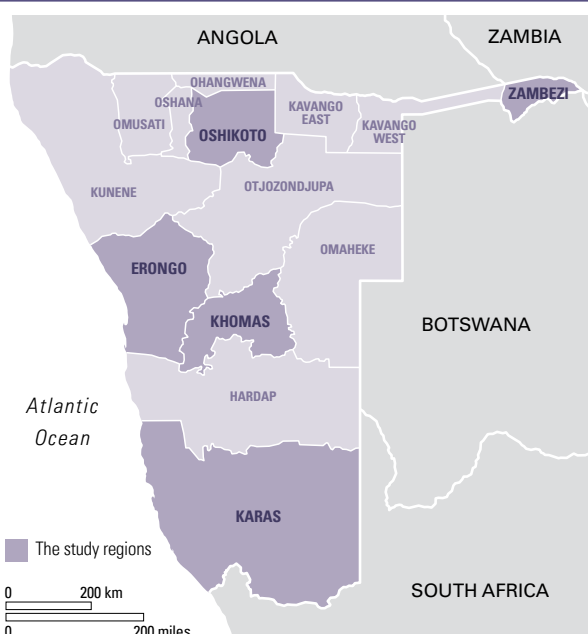 ANGOLA
ZAMBIA
OHANGWENA
ZAMBEZI
OSHANA
KAVANGO
EAST
OMUSATI
OSHIKOTO
KAVANGO
WEST
KUNENE
OTJOZONDJUPA
OMAHEKE
ERONGO
KHOMAS
BOTSWANA
HARDAP
Atlantic
Ocean
KARAS
The study regions
0 200 km
0 200 miles
SOUTH AFRICA